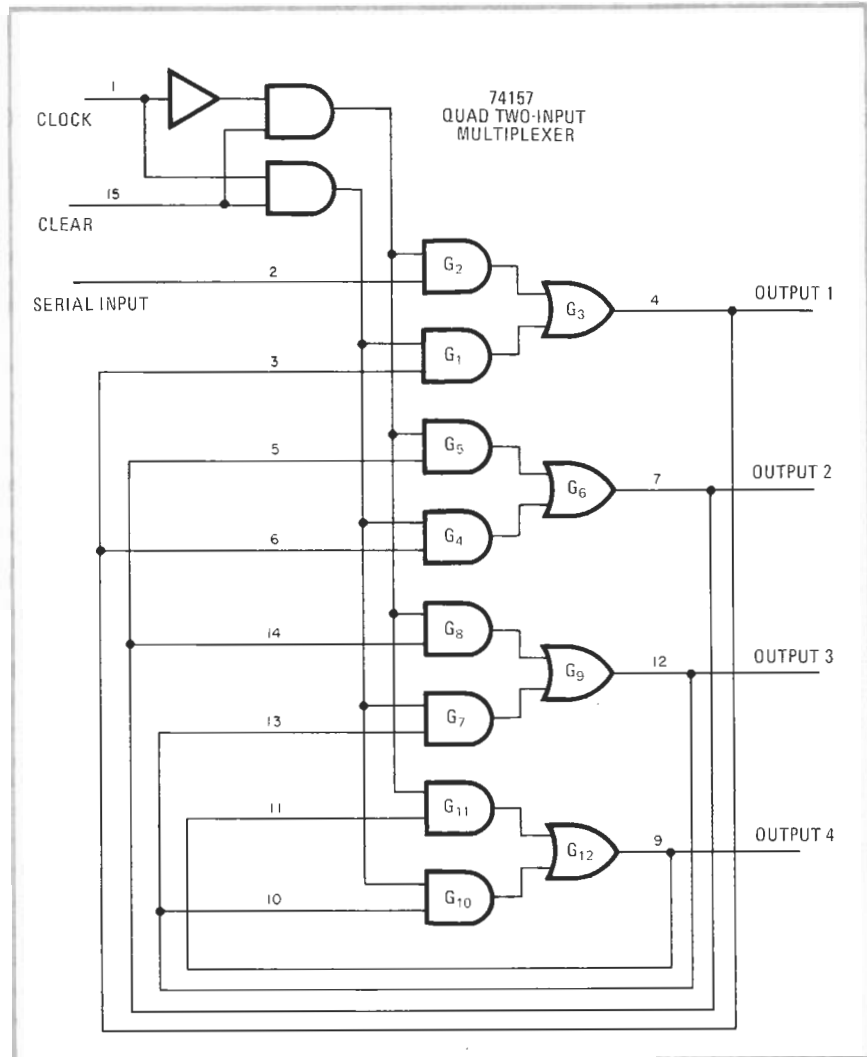 74157
QUAD TWO-INPUT
MULTIPLEXER
1
CLOCK
15
CLEAR
2
SERIAL INPUT
G2
G3
4
OUTPUT 1
3
G1
5
G5
G6
7
OUTPUT 2
6
G4
14
G8
G9
12
OUTPUT 3
13
G7
11
G11
G12
9
OUTPUT 4
10
G10